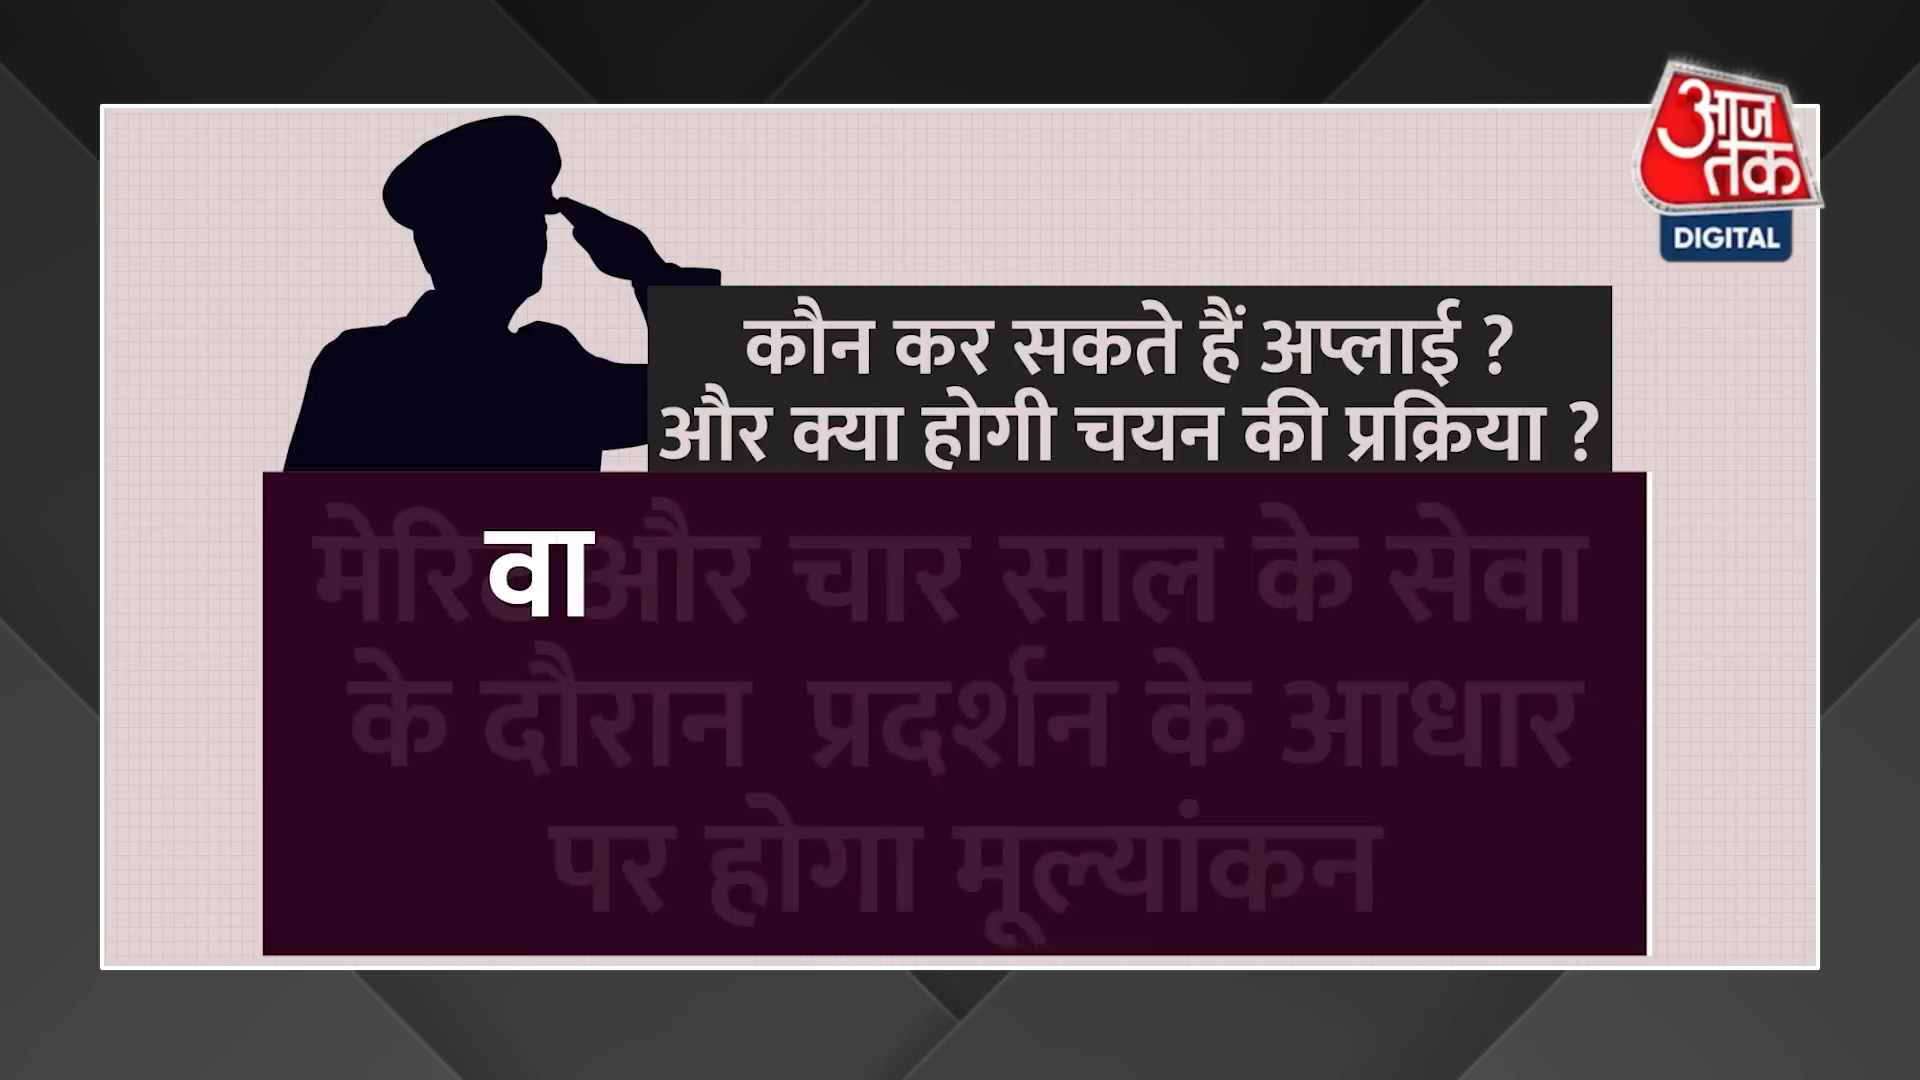 आज
तक
DIGITAL
कौन कर सकते हैं अप्लाई ?
और क्या होगी चयन की प्रक्रिया ?
वा
और चार साल के सेवा
के दौरान प्रदर्शन के आधार
पर होगा मूल्यांकन